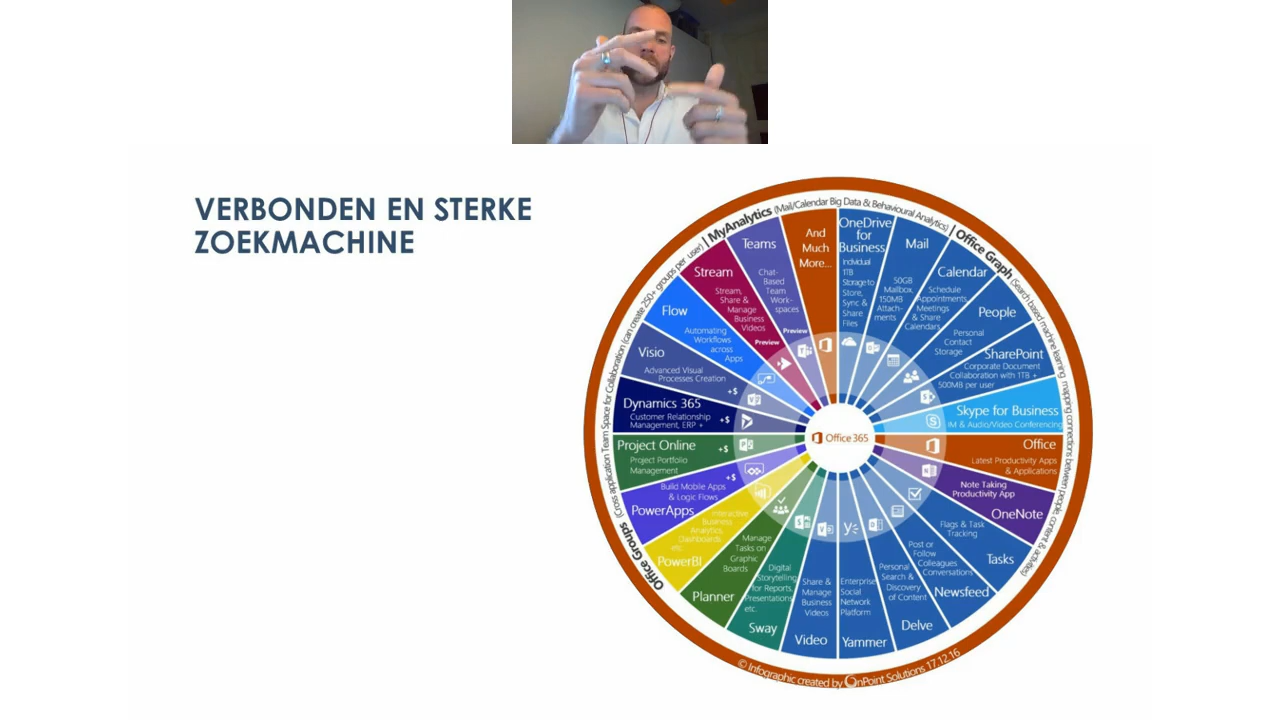 VERBONDEN EN STERKE
ZOEKMACHINE
| MyAnalytics (Mail/Calendar Big Data & Behavioural Analytics)
| Office Graph (Search based machine learning mapping connections between people, content & activities)
Office Groups (Cross application Team Space for Collaboration (can create 250+ groups per user)
And
Much
More...
OneDrive
for
Business
Individual
1TB
Storage to
Store,
Sync &
Share
Files
Mail
50GB
Mailbox,
150MB
Attach-
ments
Calendar
Schedule
Appointments,
Meetings
& Share
Calendars
People
Personal
Contact
Storage
SharePoint
Corporate Document
Collaboration with 1TB +
500MB per user
Skype for Business
IM & Audio/Video Conferencing
Office
Latest Productivity Apps
& Applications
Note Taking
Productivity App
OneNote
Flags & Task
Tracking
Tasks
Post or
Follow
Colleagues
Conversations
Newsfeed
Personal
Search &
Discovery
of Content
Delve
Enterprise
Social
Network
Platform
Yammer
Share &
Manage
Business
Videos
Video
Digital
Storytelling
for Reports,
Presentations
etc.
Sway
Manage
Tasks on
Graphic
Boards
Planner
Interactive
Business
Analytics,
Dashboards
etc.
PowerBI
+$
Build Mobile Apps
& Logic Flows
PowerApps
Project Online
+$
Project Portfolio
Management
Dynamics 365
Customer Relationship
Management, ERP +
+$
Visio
Advanced Visual
Processes Creation
+$
Flow
Automating
Workflows
across
Apps
Stream
Stream,
Share &
Manage
Business
Videos
Preview
Teams
Chat-
Based
Team
Work-
spaces
Preview
Office 365
© Infographic created by OnPoint Solutions 17.12.16